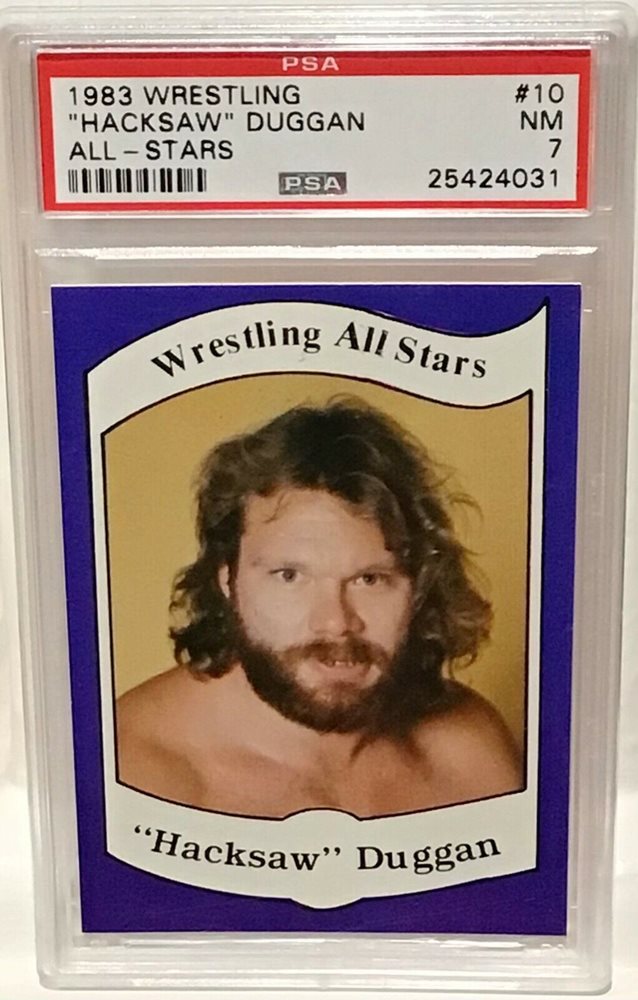 PSA
1983 WRESTLING #10
"HACKSAW" DUGGAN NM
ALL-STARS 7
PSA 25424031
Wrestling All Stars
“Hacksaw” Duggan